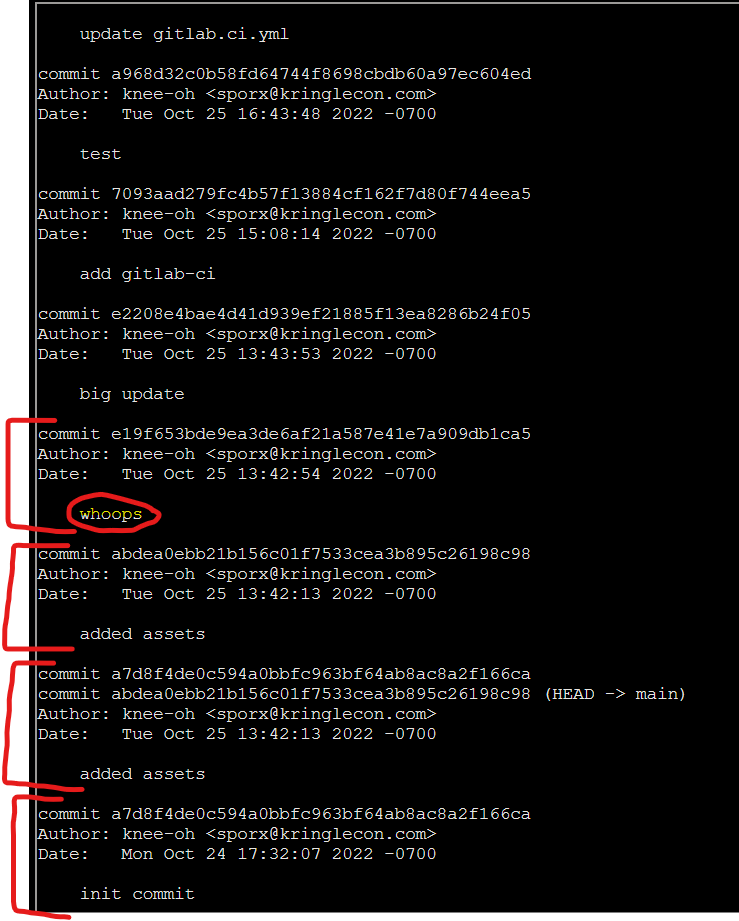 update gitlab.ci.yml
commit a968d32c0b58fd64744f8698cbdb60a97ec604ed
Author: knee-oh <sporx@kringlecon.com>
Date:   Tue Oct 25 16:43:48 2022 -0700
test
commit 7093aad279fc4b57f13884cf162f7d80f744eea5
Author: knee-oh <sporx@kringlecon.com>
Date:   Tue Oct 25 15:08:14 2022 -0700
add gitlab-ci
commit e2208e4bae4d41d939ef21885f13ea8286b24f05
Author: knee-oh <sporx@kringlecon.com>
Date:   Tue Oct 25 13:43:53 2022 -0700
big update
commit e19f653bde9ea3de6af21a587e41e7a909db1ca5
Author: knee-oh <sporx@kringlecon.com>
Date:   Tue Oct 25 13:42:54 2022 -0700
whoops
commit abdea0ebb21b156c01f7533cea3b895c26198c98
Author: knee-oh <sporx@kringlecon.com>
Date:   Tue Oct 25 13:42:13 2022 -0700
added assets
commit a7d8f4de0c594a0bbfc963bf64ab8ac8a2f166ca
commit abdea0ebb21b156c01f7533cea3b895c26198c98 (HEAD -> main)
Author: knee-oh <sporx@kringlecon.com>
Date:   Tue Oct 25 13:42:13 2022 -0700
added assets
commit a7d8f4de0c594a0bbfc963bf64ab8ac8a2f166ca
Author: knee-oh <sporx@kringlecon.com>
Date:   Mon Oct 24 17:32:07 2022 -0700
init commit